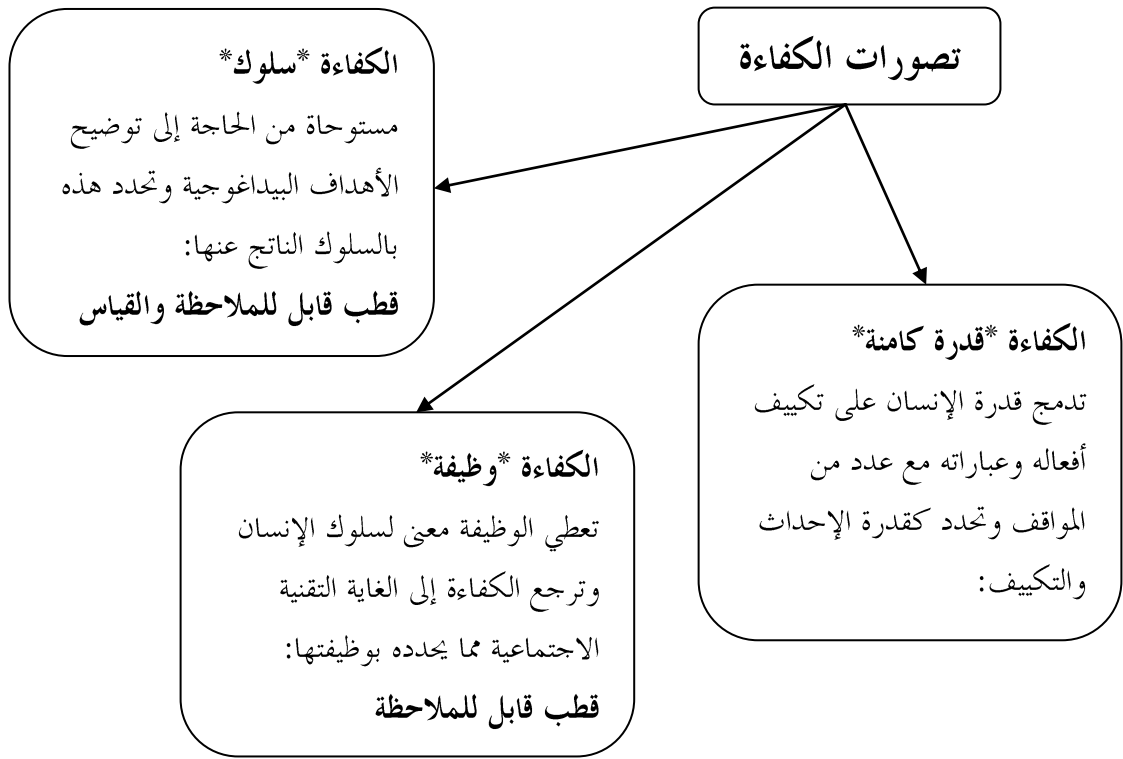 تصورات الكفاءة
الكفاءة *سلوك*
مستوحاة من الحاجة إلى توضيح
الأهداف البيداغوجية وتحدد هذه
بالسلوك الناتج عنها:
قطب قابل للملاحظة والقياس
الكفاءة *قدرة كامنة*
تدمج قدرة الإنسان على تكييف
أفعاله وعباراته مع عدد من
المواقف وتحدد كقدرة الإحداث
والتكييف:
الكفاءة *وظيفة*
تعطي الوظيفة معنى لسلوك الإنسان
وترجع الكفاءة إلى الغاية التقنية
الاجتماعية مما يحدده بوظيفتها:
قطب قابل للملاحظة